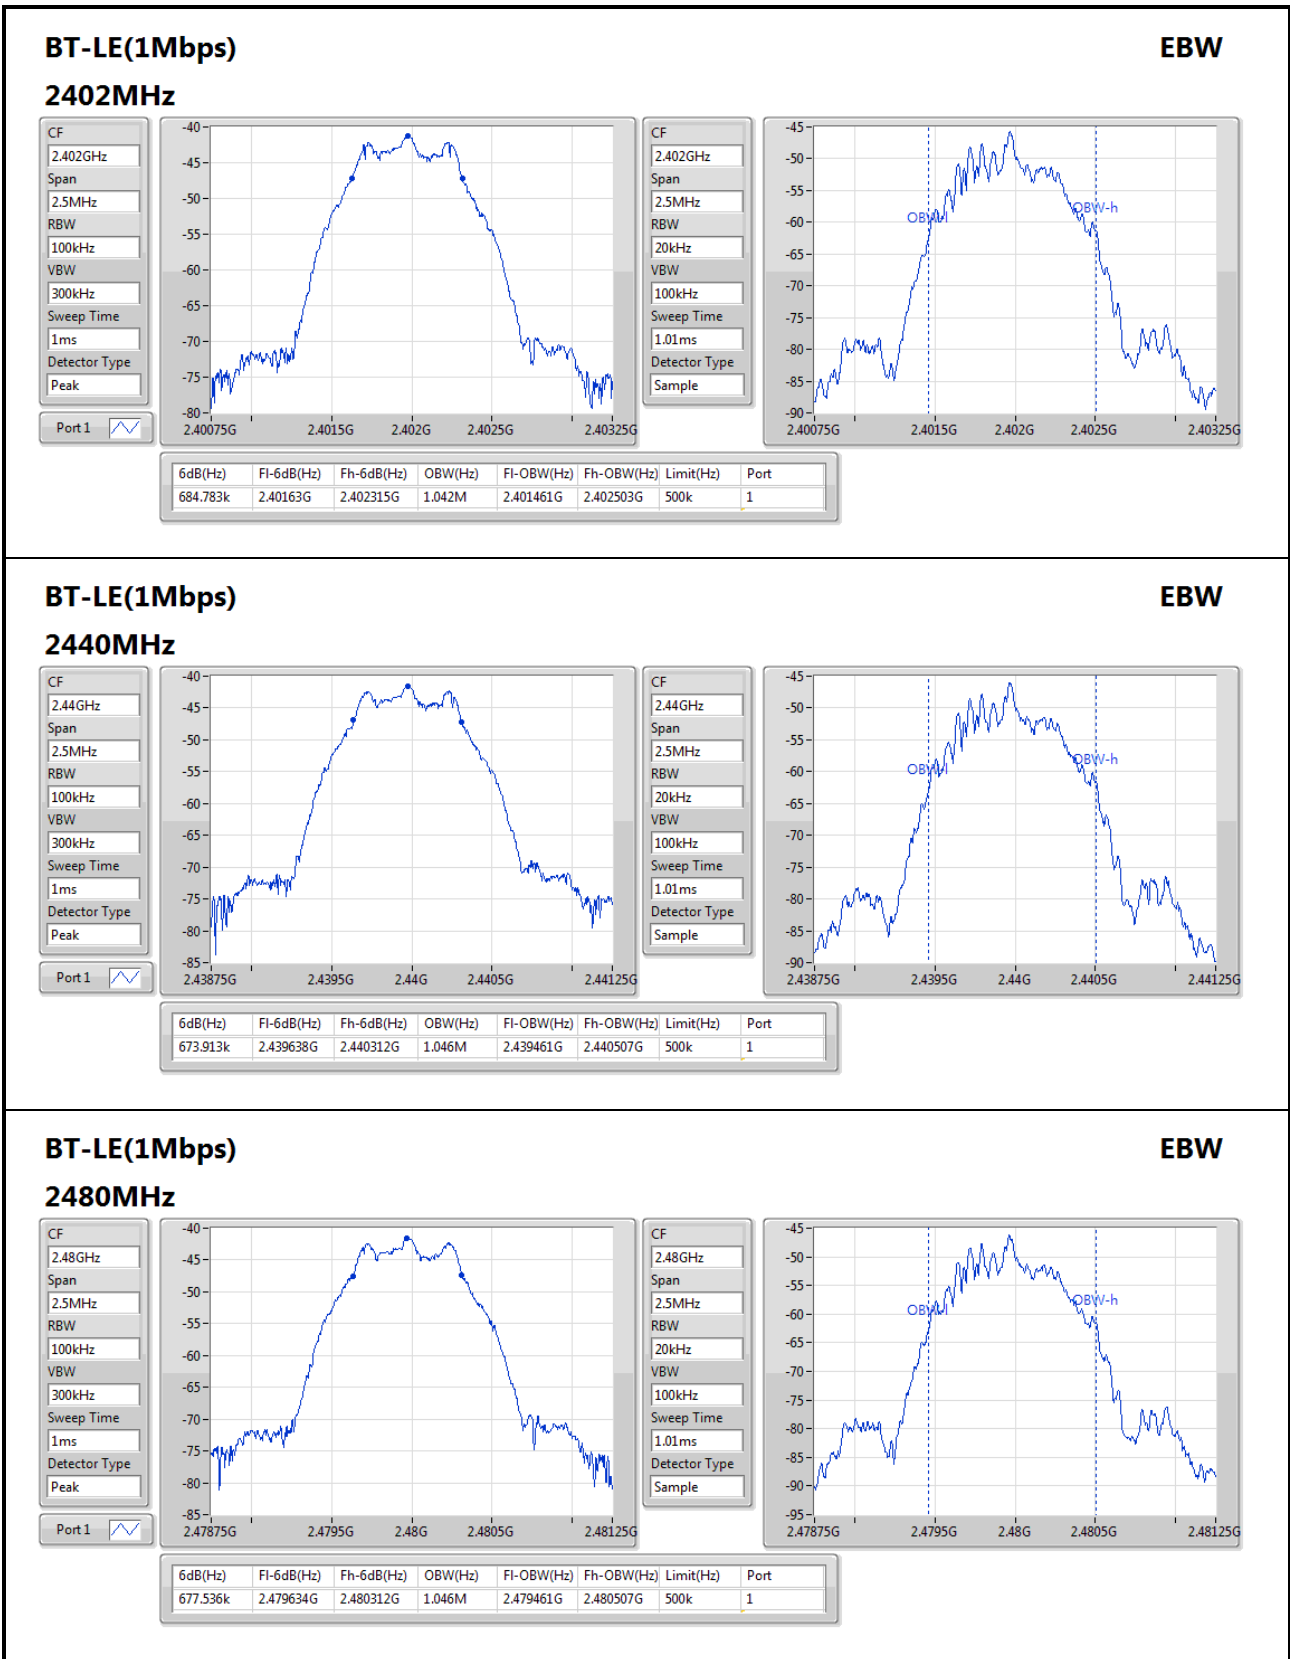 BT-LE(1Mbps)
EBW
2402MHz
CF
2.402GHz
Span
2.5MHz
RBW
100kHz
VBW
300kHz
Sweep Time
1ms
Detector Type
Peak
Port 1
-40
-45
-50
-55
-60
-65
-70
-75
-80
2.40075G 2.4015G 2.402G 2.4025G 2.40325G
CF
2.402GHz
Span
2.5MHz
RBW
20kHz
VBW
100kHz
Sweep Time
1.01ms
Detector Type
Sample
-45
-50
-55
-60
-65
-70
-75
-80
-85
-90
OBW-l
OBW-h
2.40075G 2.4015G 2.402G 2.4025G 2.40325G
6dB(Hz) Fl-6dB(Hz) Fh-6dB(Hz) OBW(Hz) Fl-OBW(Hz) Fh-OBW(Hz) Limit(Hz) Port
684.783k 2.40163G 2.402315G 1.042M 2.401461G 2.402503G 500k 1
BT-LE(1Mbps)
EBW
2440MHz
CF
2.44GHz
Span
2.5MHz
RBW
100kHz
VBW
300kHz
Sweep Time
1ms
Detector Type
Peak
Port 1
-40
-45
-50
-55
-60
-65
-70
-75
-80
-85
2.43875G 2.4395G 2.44G 2.4405G 2.44125G
CF
2.44GHz
Span
2.5MHz
RBW
20kHz
VBW
100kHz
Sweep Time
1.01ms
Detector Type
Sample
-45
-50
-55
-60
-65
-70
-75
-80
-85
-90
OBW-l
OBW-h
2.43875G 2.4395G 2.44G 2.4405G 2.44125G
6dB(Hz) Fl-6dB(Hz) Fh-6dB(Hz) OBW(Hz) Fl-OBW(Hz) Fh-OBW(Hz) Limit(Hz) Port
673.913k 2.439638G 2.440312G 1.046M 2.439461G 2.440507G 500k 1
BT-LE(1Mbps)
EBW
2480MHz
CF
2.48GHz
Span
2.5MHz
RBW
100kHz
VBW
300kHz
Sweep Time
1ms
Detector Type
Peak
Port 1
-40
-45
-50
-55
-60
-65
-70
-75
-80
-85
2.47875G 2.4795G 2.48G 2.4805G 2.48125G
CF
2.48GHz
Span
2.5MHz
RBW
20kHz
VBW
100kHz
Sweep Time
1.01ms
Detector Type
Sample
-45
-50
-55
-60
-65
-70
-75
-80
-85
-90
-95
OBW-l
OBW-h
2.47875G 2.4795G 2.48G 2.4805G 2.48125G
6dB(Hz) Fl-6dB(Hz) Fh-6dB(Hz) OBW(Hz) Fl-OBW(Hz) Fh-OBW(Hz) Limit(Hz) Port
677.536k 2.479634G 2.480312G 1.046M 2.479461G 2.480507G 500k 1